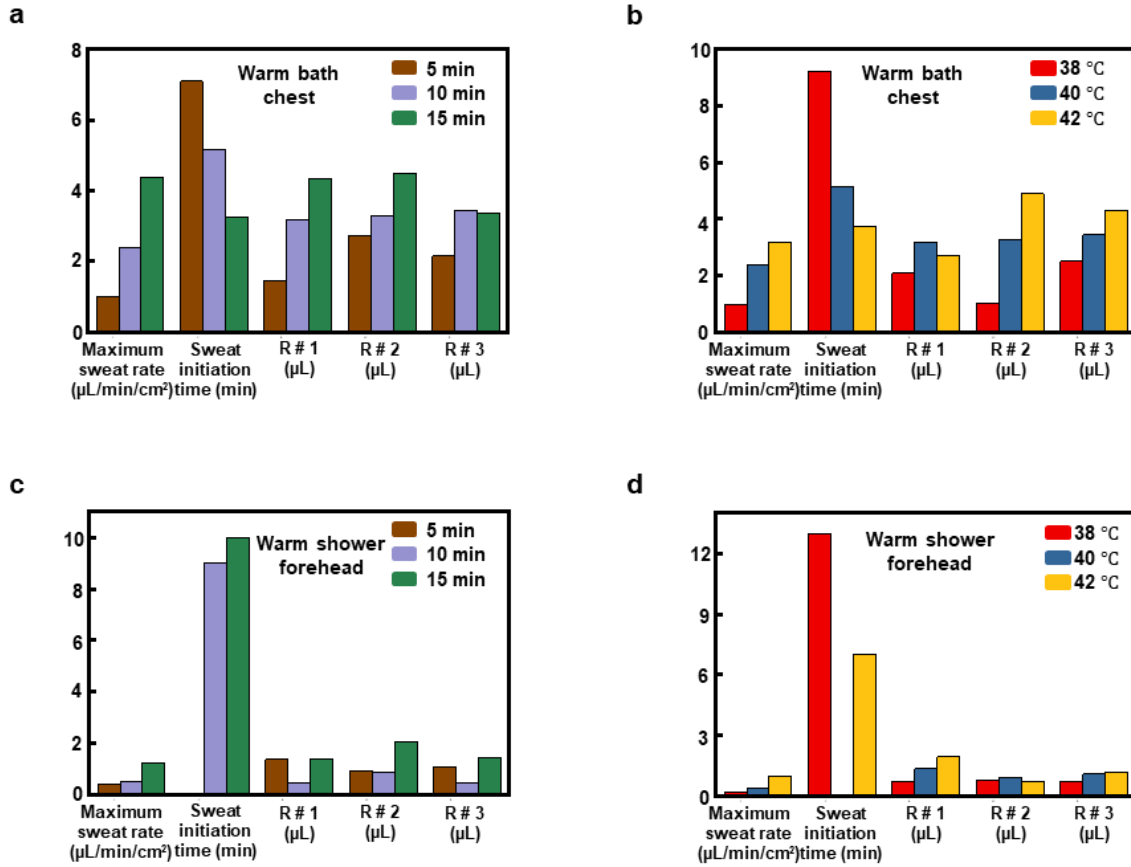 a
8
6
4
2
0
Warm bath
chest
5 min
10 min
15 min
Maximum
sweat rate
(µL/min/cm²)
Sweat
initiation
time (min)
R # 1
(µL)
R # 2
(µL)
R # 3
(µL)
b
10
8
6
4
2
0
Warm bath
chest
38 °C
40 °C
42 °C
Maximum
sweat rate
(µL/min/cm²)
Sweat
initiation
time (min)
R # 1
(µL)
R # 2
(µL)
R # 3
(µL)
c
10
8
6
4
2
0
Warm shower
forehead
5 min
10 min
15 min
Maximum
sweat rate
(µL/min/cm²)
Sweat
initiation
time (min)
R # 1
(µL)
R # 2
(µL)
R # 3
(µL)
d
12
9
6
3
0
Warm shower
forehead
38 °C
40 °C
42 °C
Maximum
sweat rate
(µL/min/cm²)
Sweat
initiation
time (min)
R # 1
(µL)
R # 2
(µL)
R # 3
(µL)